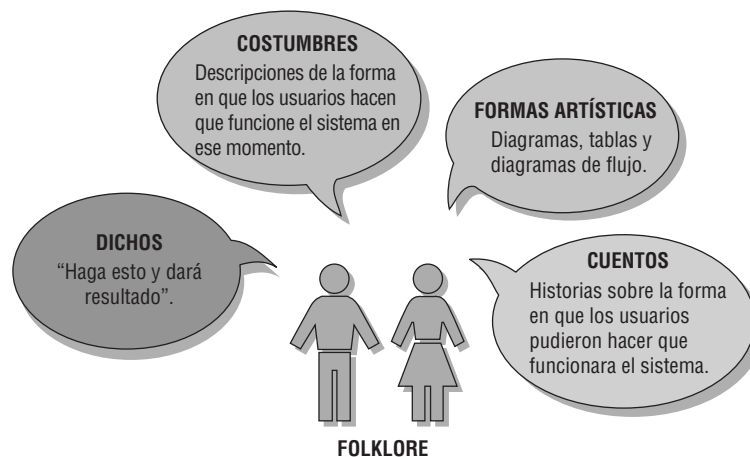 COSTUMBRES
Descripciones de la forma
en que los usuarios hacen
que funcione el sistema en
ese momento.
FORMAS ARTÍSTICAS
Diagramas, tablas y
diagramas de flujo.
DICHOS
“Haga esto y dará
resultado”.
CUENTOS
Historias sobre la forma
en que los usuarios
pudieron hacer que
funcionara el sistema.
FOLKLORE